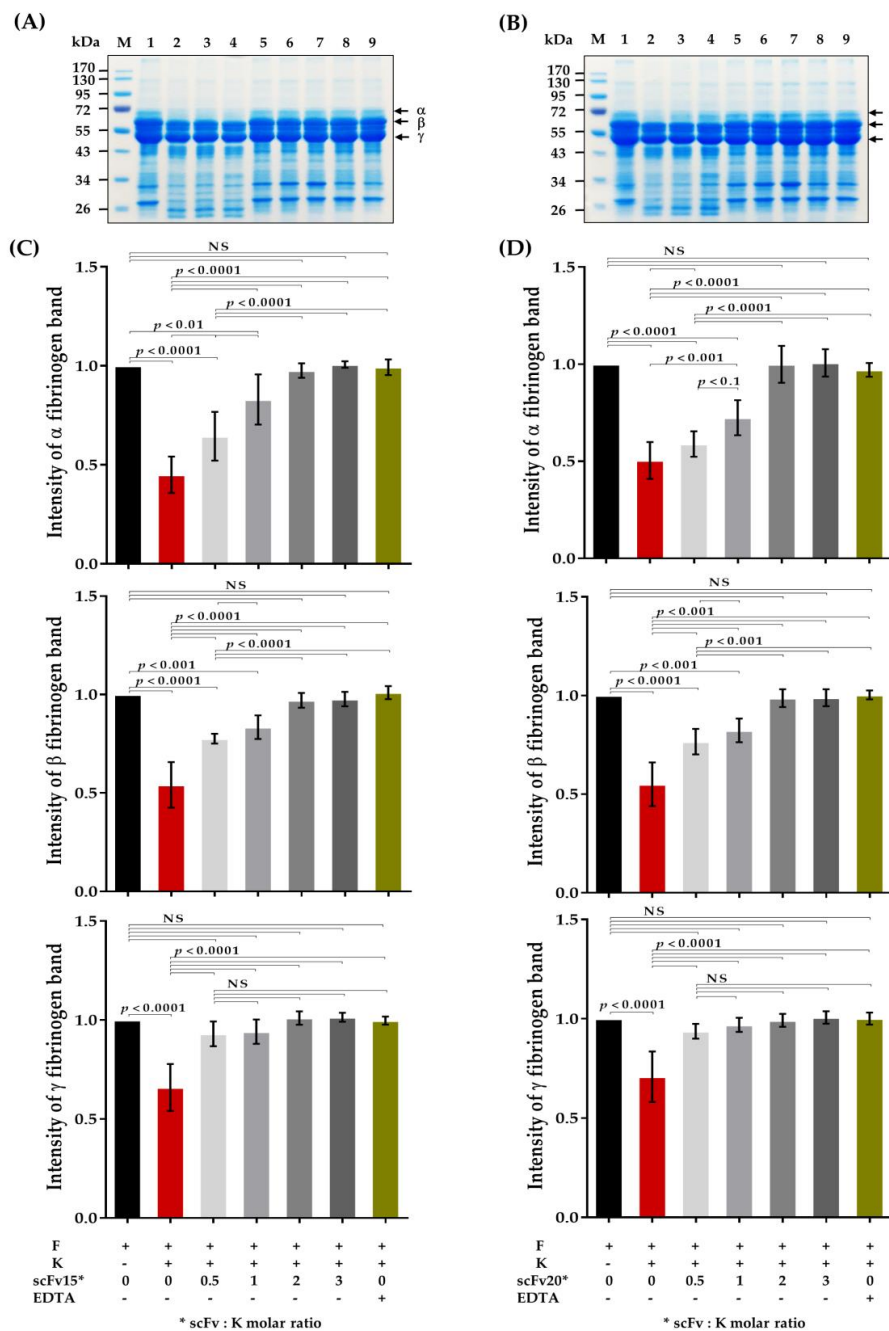 (A)
kDa M 1 2 3 4 5 6 7 8 9
170
130
95
72
55
43
34
26
α
β
γ
(B)
kDa M 1 2 3 4 5 6 7 8 9
170
130
95
72
55
43
34
26
(C)
Intensity of α fibrinogen band
1.5
1.0
0.5
0.0
NS
p < 0.0001
p < 0.0001
p < 0.01
p < 0.0001
Intensity of β fibrinogen band
1.5
1.0
0.5
0.0
NS
p < 0.0001
p < 0.0001
p < 0.001
p < 0.0001
Intensity of γ fibrinogen band
1.5
1.0
0.5
0.0
NS
p < 0.0001
NS
p < 0.0001
F + + + + + + +
K - + + + + + +
scFv15* 0 0 0.5 1 2 3 0
EDTA - - - - - - +
* scFv : K molar ratio
(D)
Intensity of α fibrinogen band
1.5
1.0
0.5
0.0
NS
p < 0.0001
p < 0.0001
p < 0.0001
p < 0.001
p < 0.1
Intensity of β fibrinogen band
1.5
1.0
0.5
0.0
NS
p < 0.001
p < 0.001
p < 0.001
p < 0.0001
Intensity of γ fibrinogen band
1.5
1.0
0.5
0.0
NS
p < 0.0001
NS
p < 0.0001
F + + + + + + +
K - + + + + + +
scFv20* 0 0 0.5 1 2 3 0
EDTA - - - - - - +
* scFv : K molar ratio